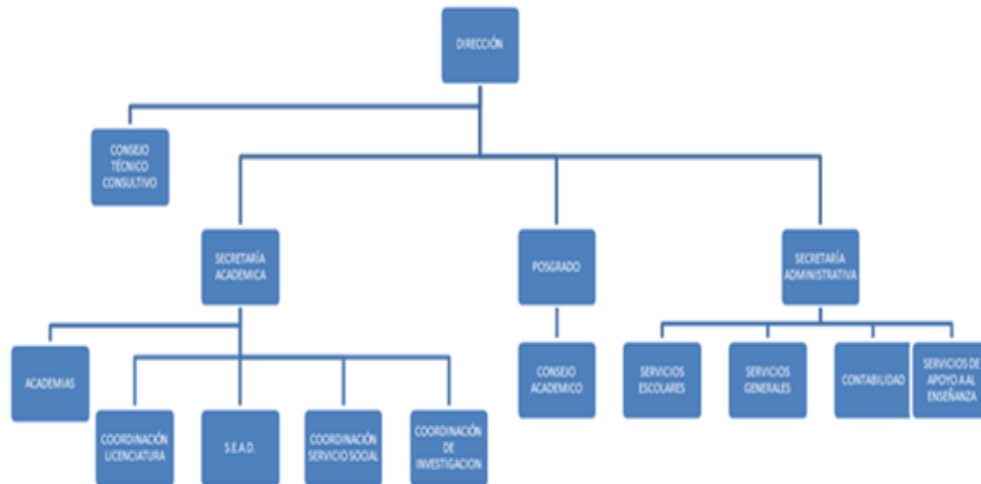 DIRECCIÓN
CONSEJO
TÉCNICO
CONSULTIVO
SECRETARÍA
ACADEMICA
POSGRADO
SECRETARÍA
ADMINISTRATIVA
ACADEMIAS
CONSEJO
ACADEMICO
SERVICIOS
ESCOLARES
SERVICIOS
GENERALES
CONTABILIDAD
SERVICIOS DE
APOYO A AL
ENSEÑANZA
COORDINACIÓN
LICENCIATURA
S.E.A.D.
COORDINACIÓN
SERVICIO SOCIAL
COORDINACIÓN
DE
INVESTIGACION